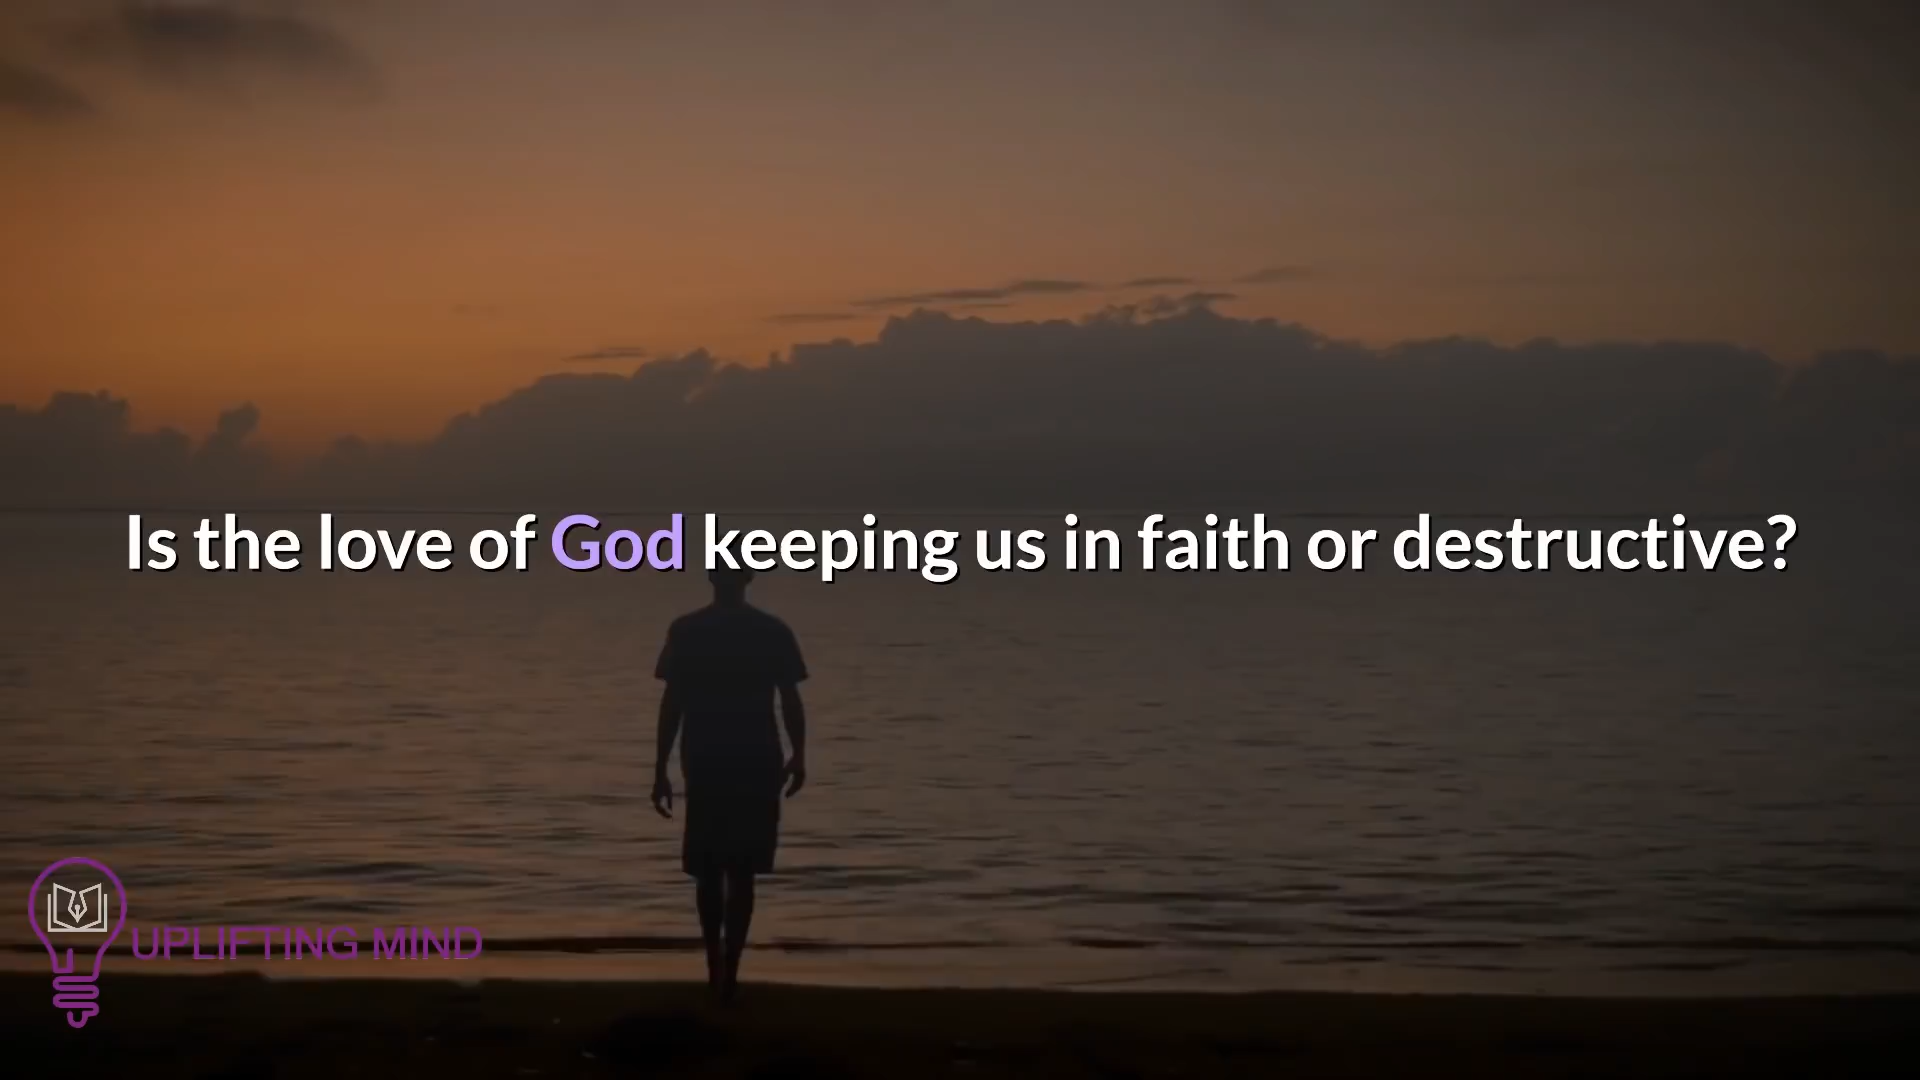 Is the love of God keeping us in faith or destructive?
UPLIFTING MIND